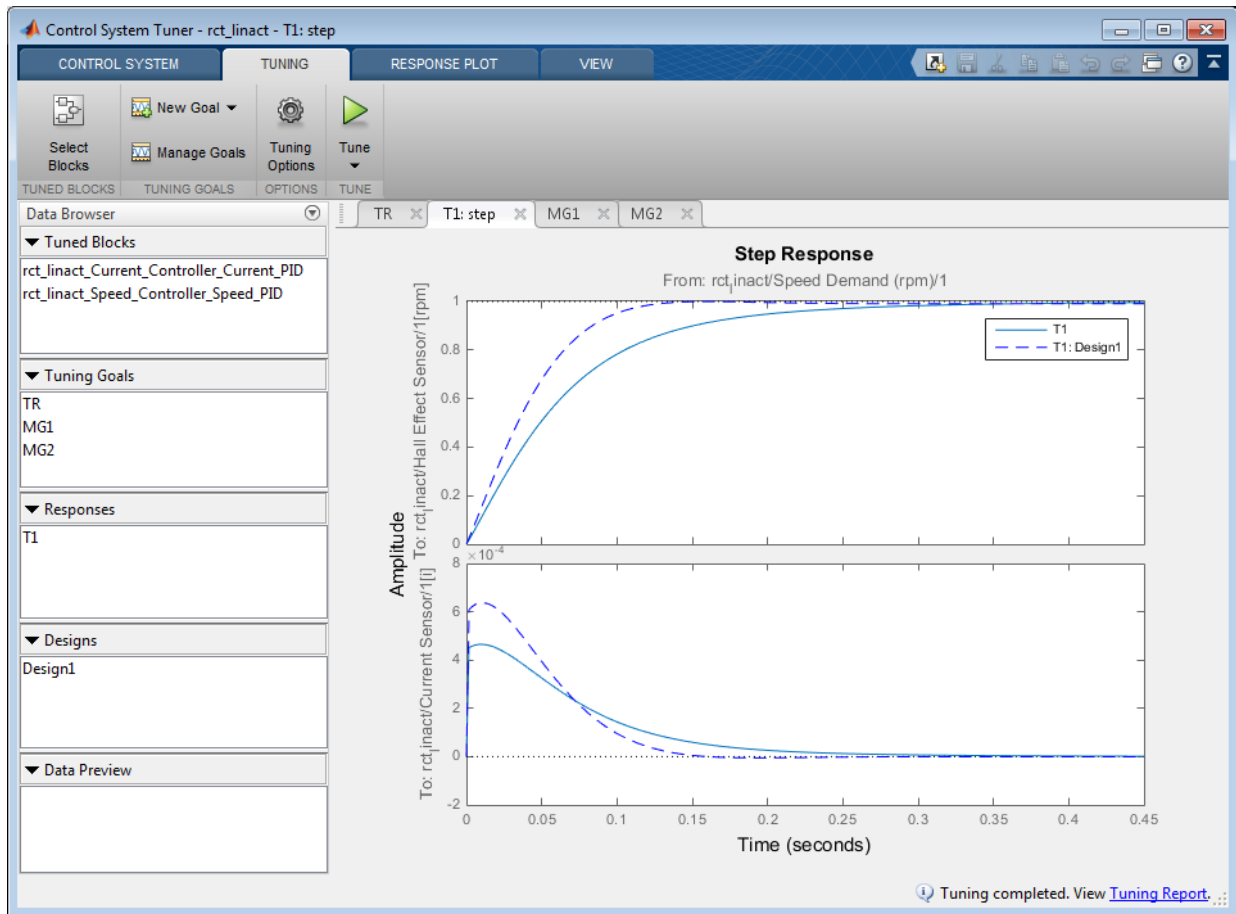 Control System Tuner - rct_linact - T1: step
CONTROL SYSTEM
TUNING
RESPONSE PLOT
VIEW
Select
Blocks
New Goal
Manage Goals
Tuning
Options
Tune
TUNED BLOCKS
TUNING GOALS
OPTIONS
TUNE
Data Browser
Tuned Blocks
rct_linact_Current_Controller_Current_PID
rct_linact_Speed_Controller_Speed_PID
Tuning Goals
TR
MG1
MG2
Responses
T1
Designs
Design1
Data Preview
TR
T1: step
MG1
MG2
Step Response
From: rctlinact/Speed Demand (rpm)/1
Amplitude
To: rctlinact/Hall Effect Sensor/1[rpm]
1
0.8
0.6
0.4
0.2
0
T1
T1: Design1
To: rctlinact/Current Sensor/1[i]
×10-4
8
6
4
2
0
-2
0 0.05 0.1 0.15 0.2 0.25 0.3 0.35 0.4 0.45
Time (seconds)
Tuning completed. View Tuning Report.